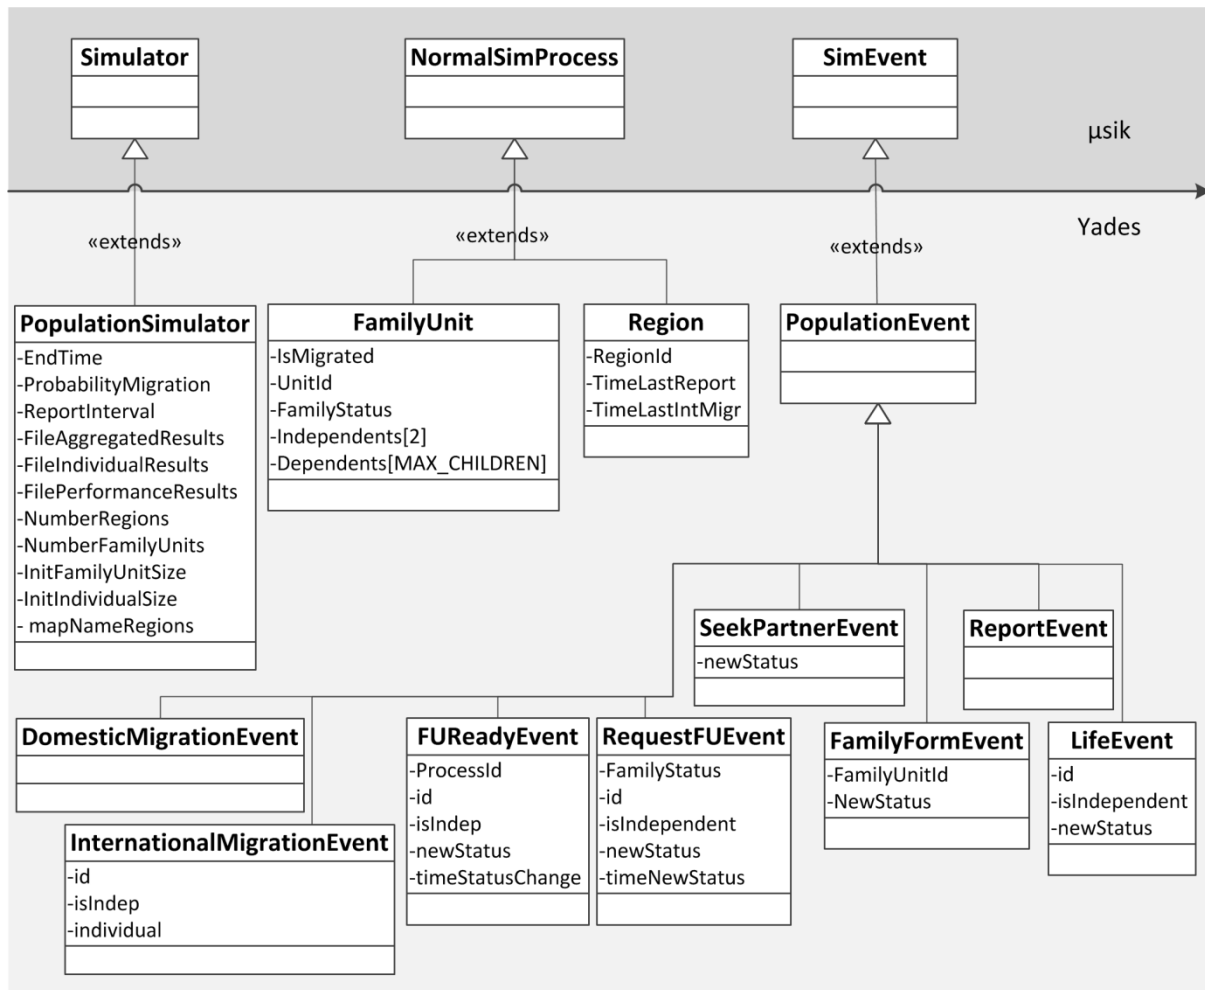 Simulator
NormalSimProcess
SimEvent
μsik
Yades
«extends»
«extends»
«extends»
PopulationSimulator
-EndTime
-ProbabilityMigration
-ReportInterval
-FileAggregatedResults
-FileIndividualResults
-FilePerformanceResults
-NumberRegions
-NumberFamilyUnits
-InitFamilyUnitSize
-InitIndividualSize
- mapNameRegions
FamilyUnit
-IsMigrated
-UnitId
-FamilyStatus
-Independents[2]
-Dependents[MAX_CHILDREN]
Region
-RegionId
-TimeLastReport
-TimeLastIntMigr
PopulationEvent
SeekPartnerEvent
-newStatus
ReportEvent
DomesticMigrationEvent
InternationalMigrationEvent
-id
-isIndep
-individual
FUReadyEvent
-ProcessId
-id
-isIndep
-newStatus
-timeStatusChange
RequestFUEvent
-FamilyStatus
-id
-isIndependent
-newStatus
-timeNewStatus
FamilyFormEvent
-FamilyUnitId
-NewStatus
LifeEvent
-id
-isIndependent
-newStatus